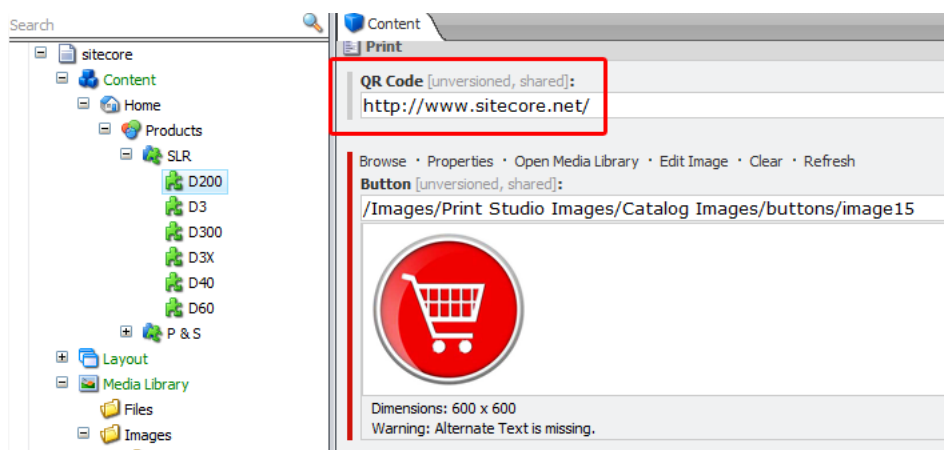 Search
sitecore
Content
Home
Products
SLR
D200
D3
D300
D3X
D40
D60
P & S
Layout
Media Library
Files
Images
Content
Print
QR Code [unversioned, shared]:
http://www.sitecore.net/
Browse · Properties · Open Media Library · Edit Image · Clear · Refresh
Button [unversioned, shared]:
/Images/Print Studio Images/Catalog Images/buttons/image15
Dimensions: 600 x 600
Warning: Alternate Text is missing.